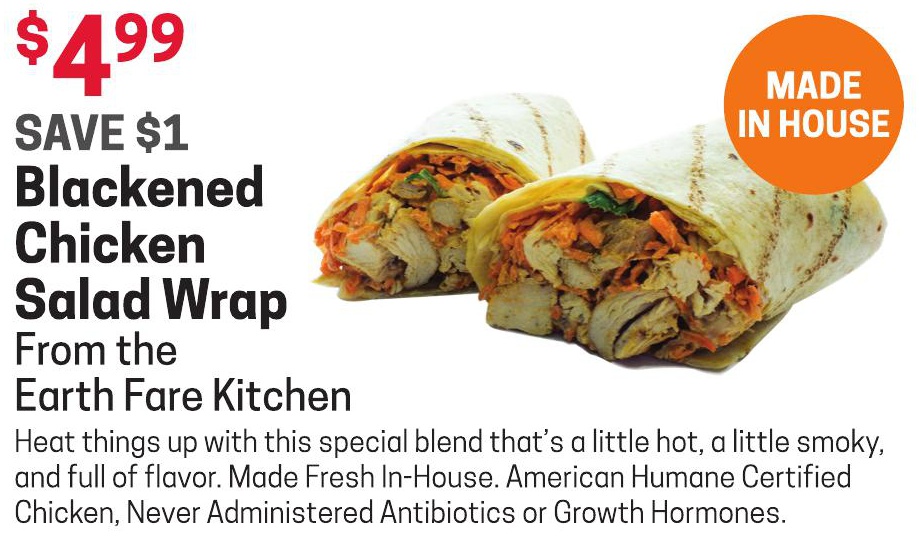 $4.99
SAVE $1
Blackened
Chicken
Salad Wrap
From the
Earth Fare Kitchen
MADE
IN HOUSE
Heat things up with this special blend that's a little hot, a little smoky,
and full of flavor. Made Fresh In-House. American Humane Certified
Chicken, Never Administered Antibiotics or Growth Hormones.